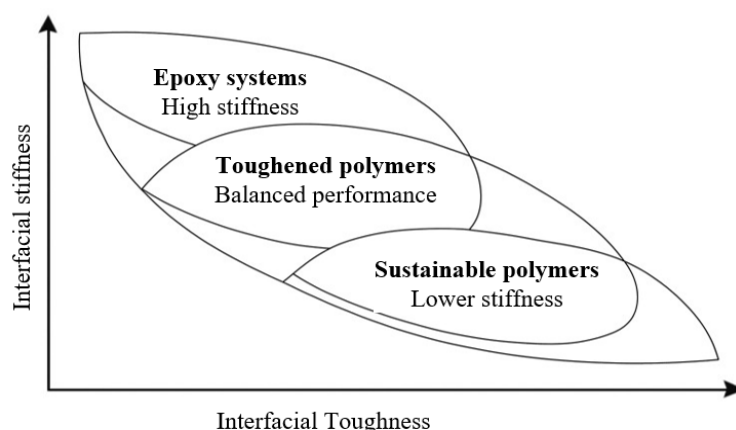 Epoxy systems
High stiffness
Toughened polymers
Balanced performance
Sustainable polymers
Lower stiffness
Interfacial stiffness
Interfacial Toughness